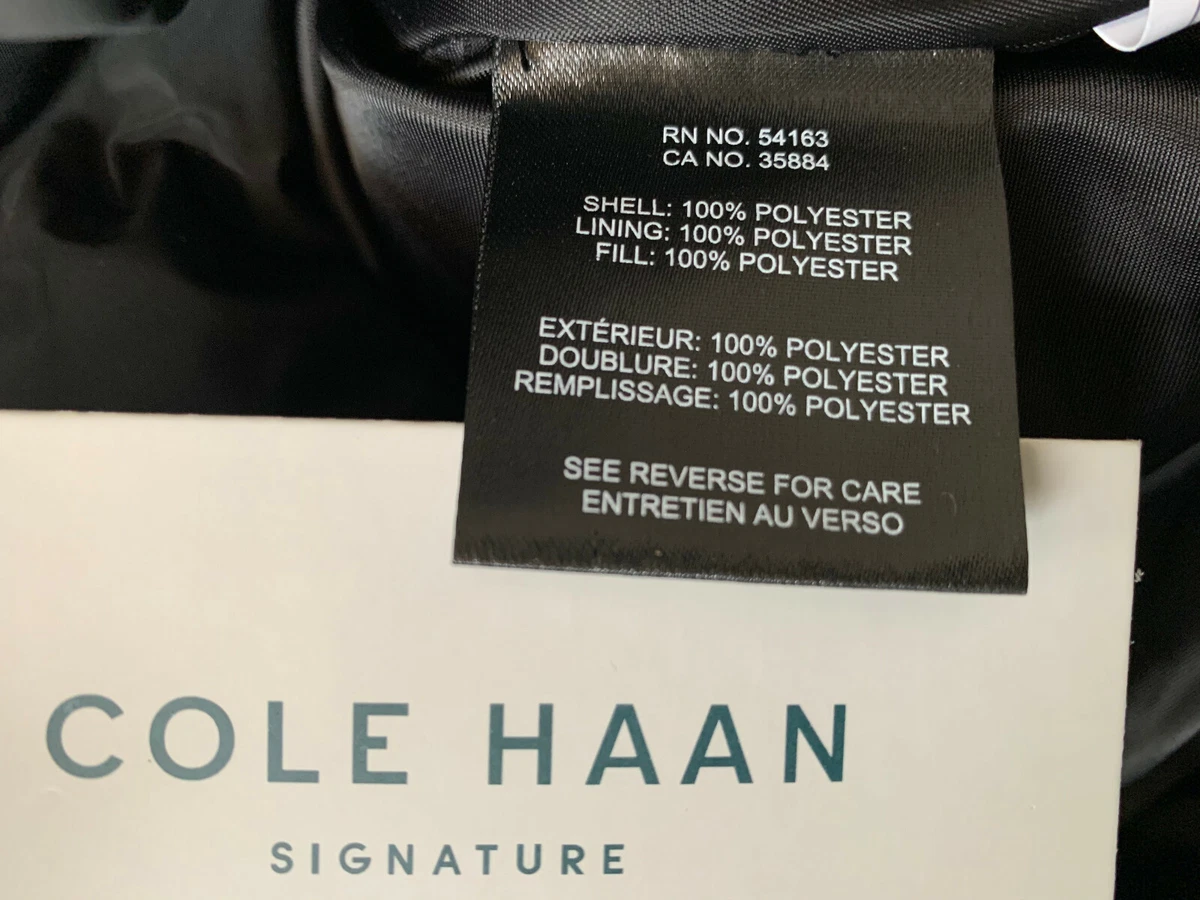 RN NO. 54163
CA NO. 35884
SHELL: 100% POLYESTER
LINING: 100% POLYESTER
FILL: 100% POLYESTER
EXTÉRIEUR: 100% POLYESTER
DOUBLURE: 100% POLYESTER
REMPLISSAGE: 100% POLYESTER
SEE REVERSE FOR CARE
ENTRETIEN AU VERSO
COLE HAAN
SIGNATURE